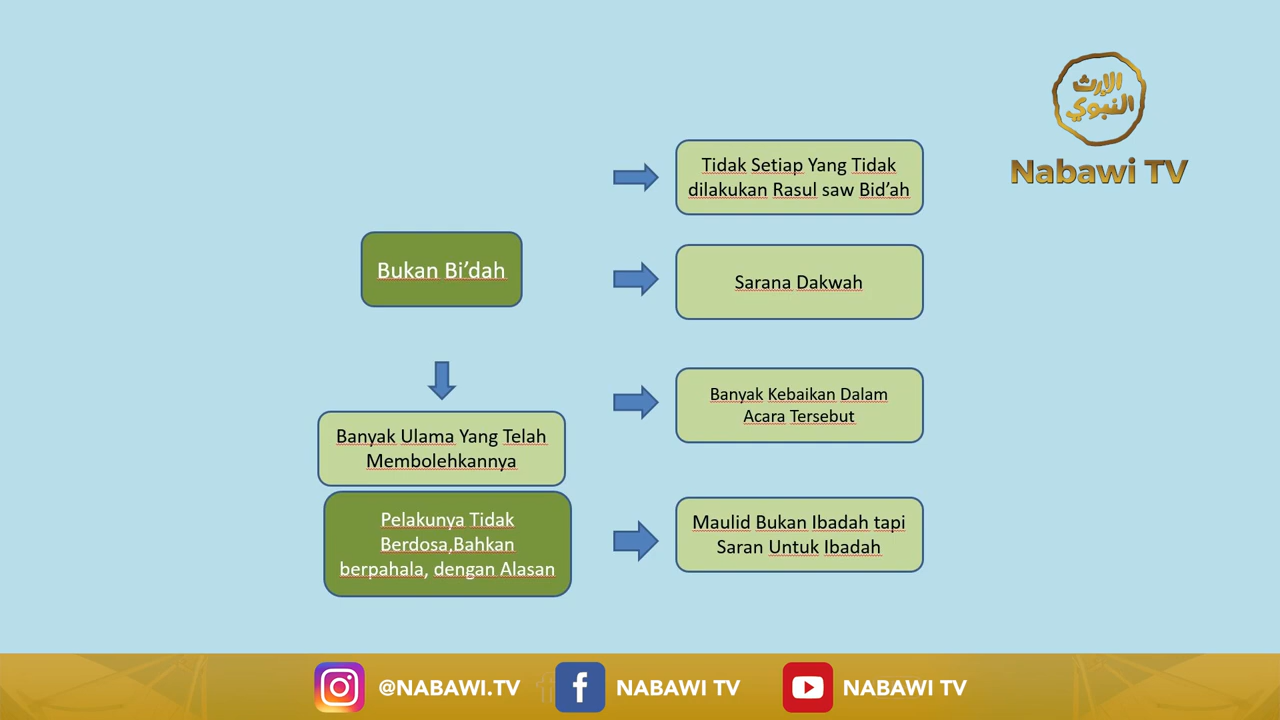 الإرث
النبوي
Nabawi TV
Tidak Setiap Yang Tidak
dilakukan Rasul saw Bid’ah
Bukan Bi’dah
Sarana Dakwah
Banyak Kebaikan Dalam
Acara Tersebut
Banyak Ulama Yang Telah
Membolehkannya
Pelakunya Tidak
Berdosa,Bahkan
berpahala, dengan Alasan
Maulid Bukan Ibadah tapi
Saran Untuk Ibadah
@NABAWI.TV
NABAWI TV
NABAWI TV